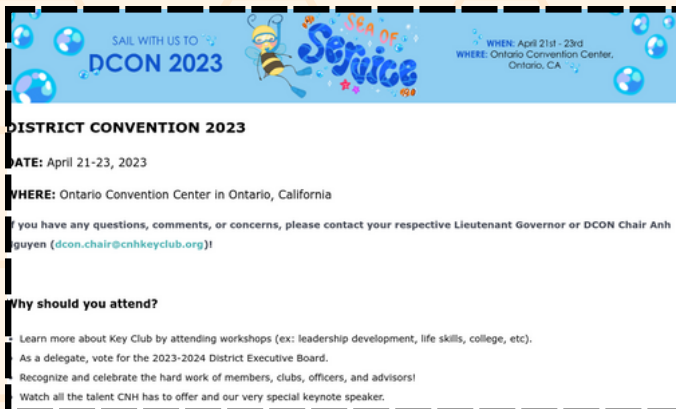 SAIL WITH US TO
DCON 2023
SEA OF
Service
WHEN: April 21st - 23rd
WHERE: Ontario Convention Center,
Ontario, CA
DISTRICT CONVENTION 2023
DATE: April 21-23, 2023
WHERE: Ontario Convention Center in Ontario, California
If you have any questions, comments, or concerns, please contact your respective Lieutenant Governor or DCON Chair Anh
Nguyen (dcon.chair@cnhkeyclub.org)!
Why should you attend?
• Learn more about Key Club by attending workshops (ex: leadership development, life skills, college, etc).
• As a delegate, vote for the 2023-2024 District Executive Board.
• Recognize and celebrate the hard work of members, clubs, officers, and advisors!
• Watch all the talent CNH has to offer and our very special keynote speaker.